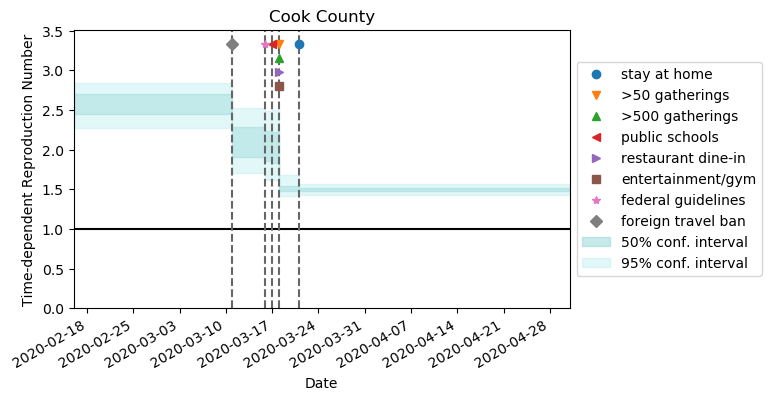 Cook County
Time-dependent Reproduction Number
3.5
3.0
2.5
2.0
1.5
1.0
0.5
0.0
2020-02-18
2020-02-25
2020-03-03
2020-03-10
2020-03-17
2020-03-24
2020-03-31
2020-04-07
2020-04-14
2020-04-21
2020-04-28
Date
stay at home
>50 gatherings
>500 gatherings
public schools
restaurant dine-in
entertainment/gym
federal guidelines
foreign travel ban
50% conf. interval
95% conf. interval